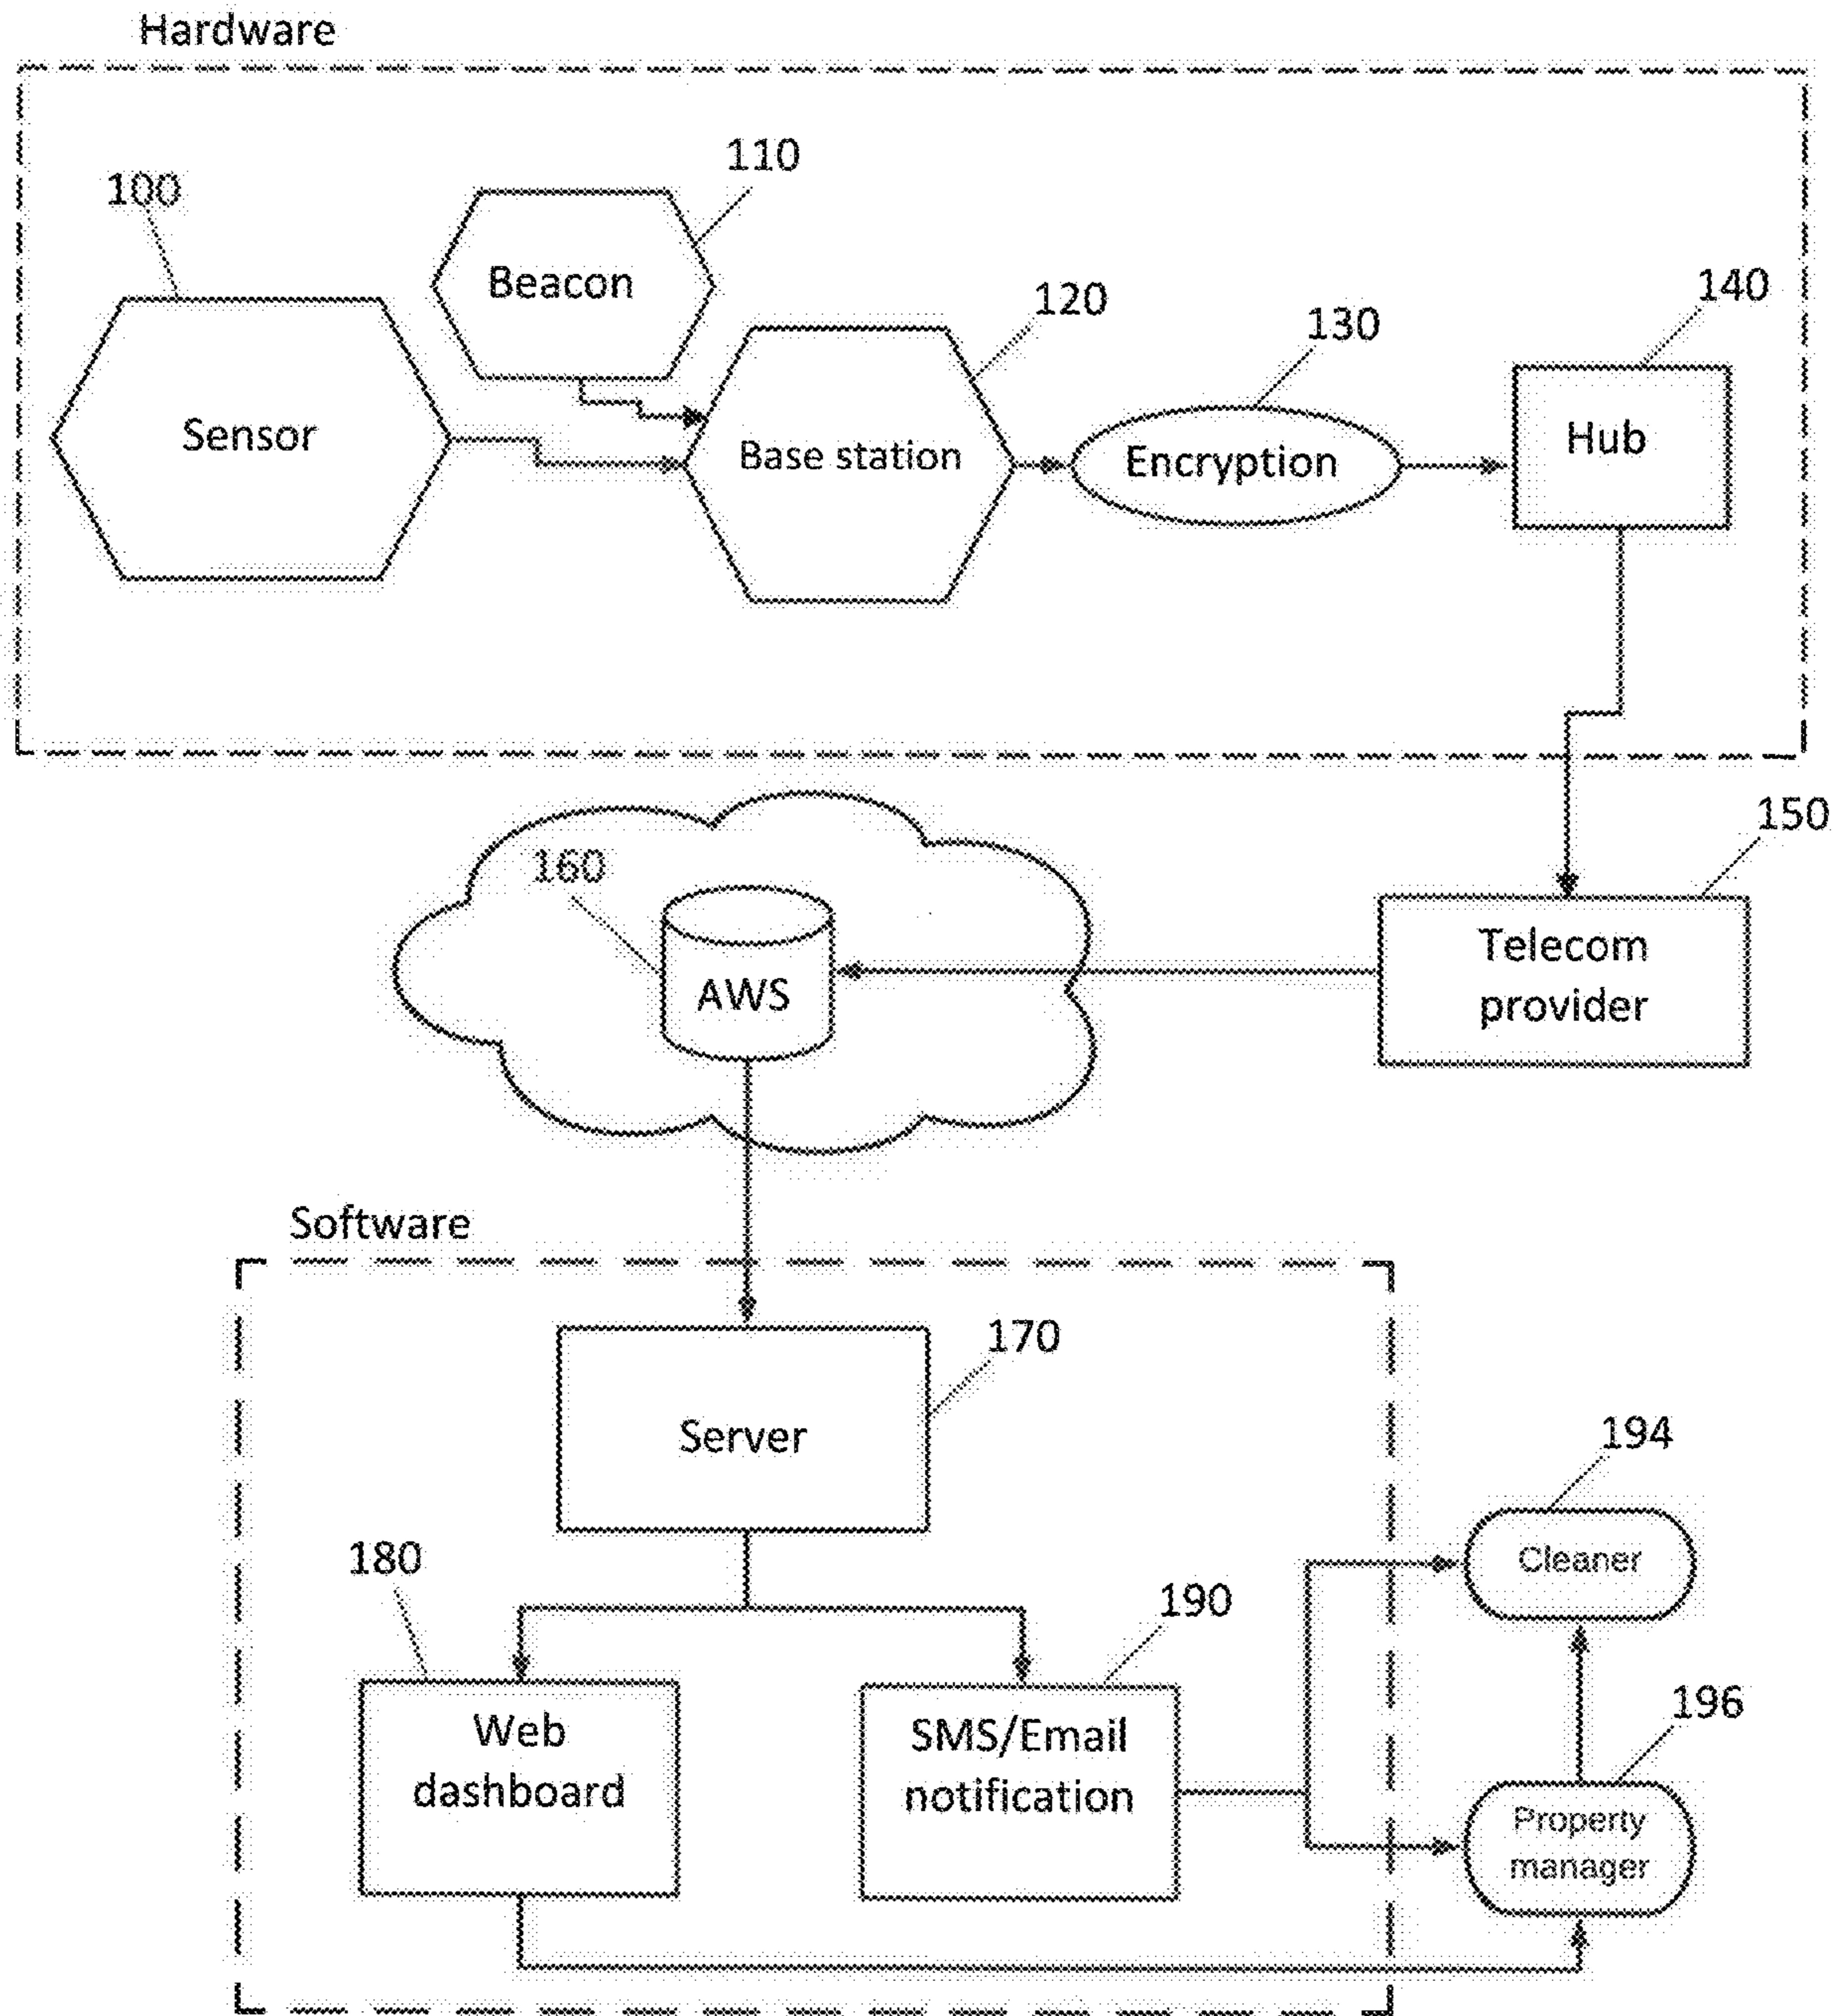 Hardware
110
100
Beacon
120
140
130
Sensor
Base station
Encryption
Hub
150
160
Telecom
provider
AWS
Software
170
Server
194
Cleaner
180
190
Web
dashboard
SMS/Email
notification
196
Property
manager